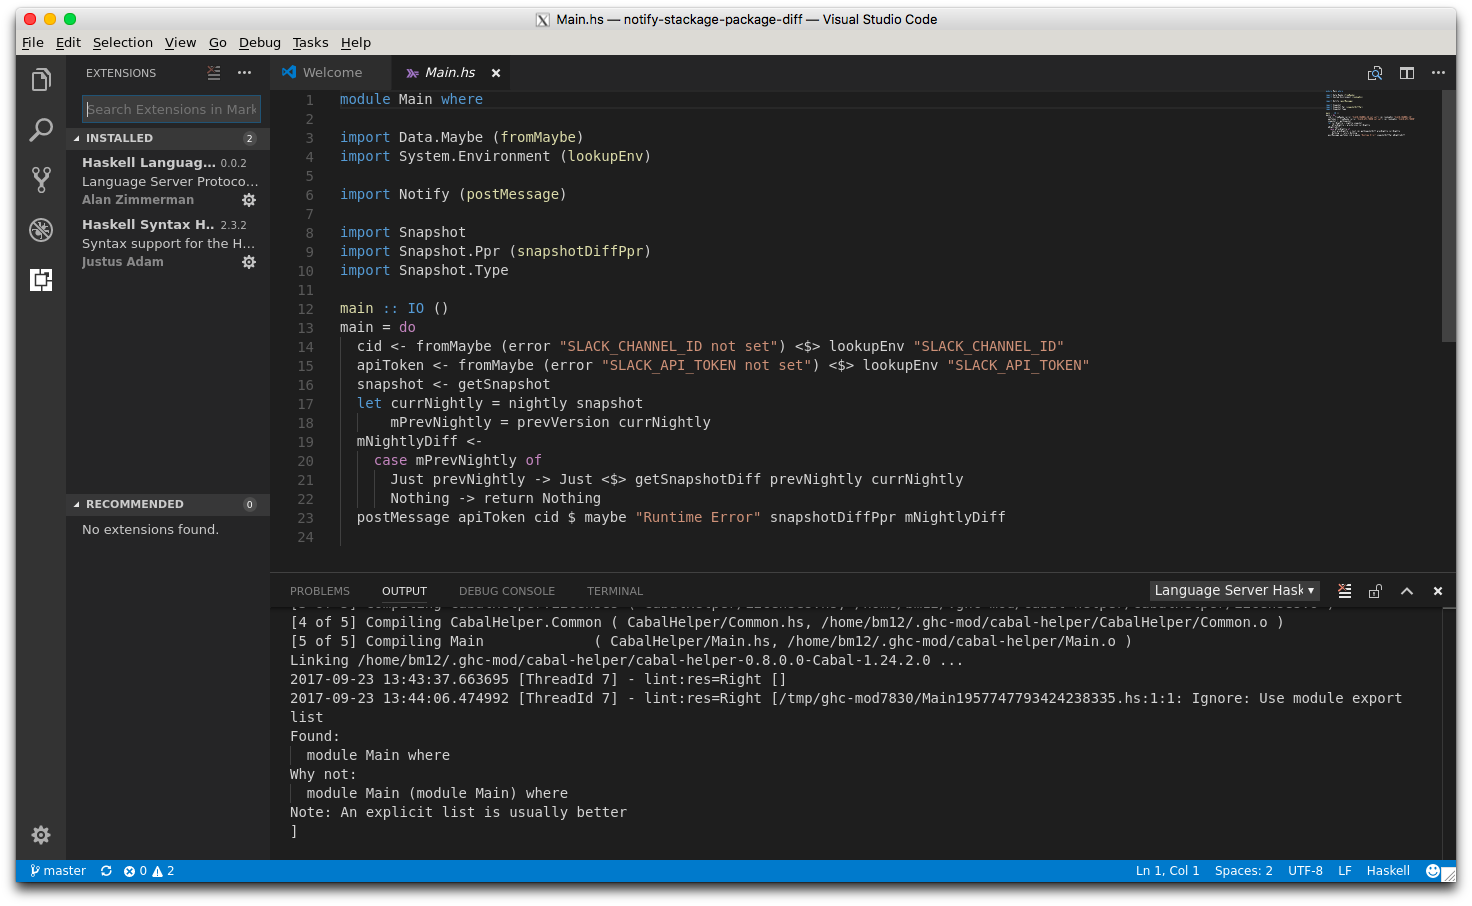 Main.hs — notify-stackage-package-diff — Visual Studio Code
File Edit Selection View Go Debug Tasks Help
EXTENSIONS
Search Extensions in Mark
INSTALLED 2
Haskell Languag... 0.0.2
Language Server Protoco...
Alan Zimmerman
Haskell Syntax H.. 2.3.2
Syntax support for the H...
Justus Adam
RECOMMENDED 0
No extensions found.
Welcome Main.hs
1 module Main where
2
3 import Data.Maybe (fromMaybe)
4 import System.Environment (lookupEnv)
5
6 import Notify (postMessage)
7
8 import Snapshot
9 import Snapshot.Ppr (snapshotDiffPpr)
10 import Snapshot.Type
11
12 main :: IO ()
13 main = do
14 cid <- fromMaybe (error "SLACK_CHANNEL_ID not set") <$> lookupEnv "SLACK_CHANNEL_ID"
15 apiToken <- fromMaybe (error "SLACK_API_TOKEN not set") <$> lookupEnv "SLACK_API_TOKEN"
16 snapshot <- getSnapshot
17 let currNightly = nightly snapshot
18 mPrevNightly = prevVersion currNightly
19 mNightlyDiff <-
20 case mPrevNightly of
21 Just prevNightly -> Just <$> getSnapshotDiff prevNightly currNightly
22 Nothing -> return Nothing
23 postMessage apiToken cid $ maybe "Runtime Error" snapshotDiffPpr mNightlyDiff
24
PROBLEMS OUTPUT DEBUG CONSOLE TERMINAL Language Server Hask
[4 of 5] Compiling CabalHelper.Common ( CabalHelper/Common.hs, /home/bm12/.ghc-mod/cabal-helper/CabalHelper/Common.o )
[5 of 5] Compiling Main ( CabalHelper/Main.hs, /home/bm12/.ghc-mod/cabal-helper/Main.o )
Linking /home/bm12/.ghc-mod/cabal-helper/cabal-helper-0.8.0.0-Cabal-1.24.2.0 ...
2017-09-23 13:43:37.663695 [ThreadId 7] - lint:res=Right []
2017-09-23 13:44:06.474992 [ThreadId 7] - lint:res=Right [/tmp/ghc-mod7830/Main1957747793424238335.hs:1:1: Ignore: Use module export
list
Found:
module Main where
Why not:
module Main (module Main) where
Note: An explicit list is usually better
]
master 0 2 Ln 1, Col 1 Spaces: 2 UTF-8 LF Haskell